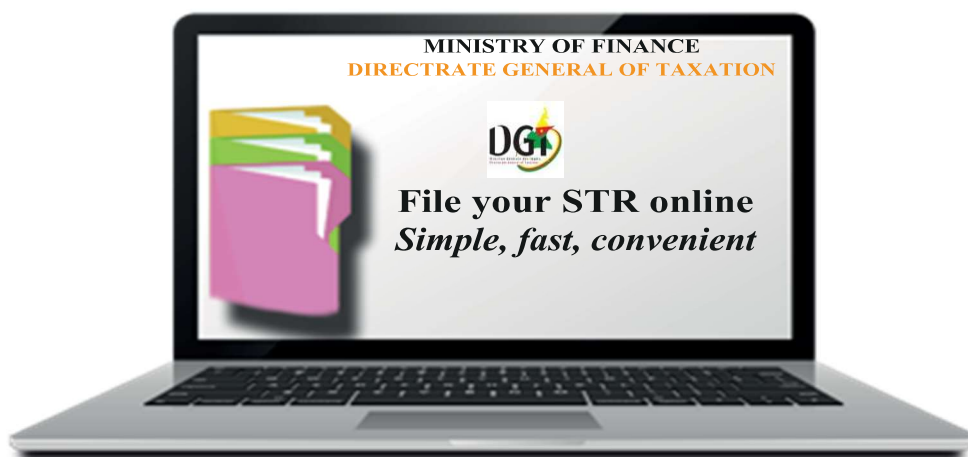 MINISTRY OF FINANCE
DIRECTRATE GENERAL OF TAXATION
DGI
File your STR online
Simple, fast, convenient